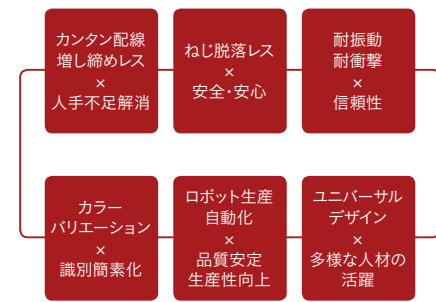 カンタン配線
増し締めレス
×
人手不足解消
ねじ脱落レス
×
安全・安心
耐振動
耐衝撃
×
信頼性
カラー
バリエーション
×
識別簡素化
ロボット生産
自動化
×
品質安定
生産性向上
ユニバーサル
デザイン
×
多様な人材の
活躍